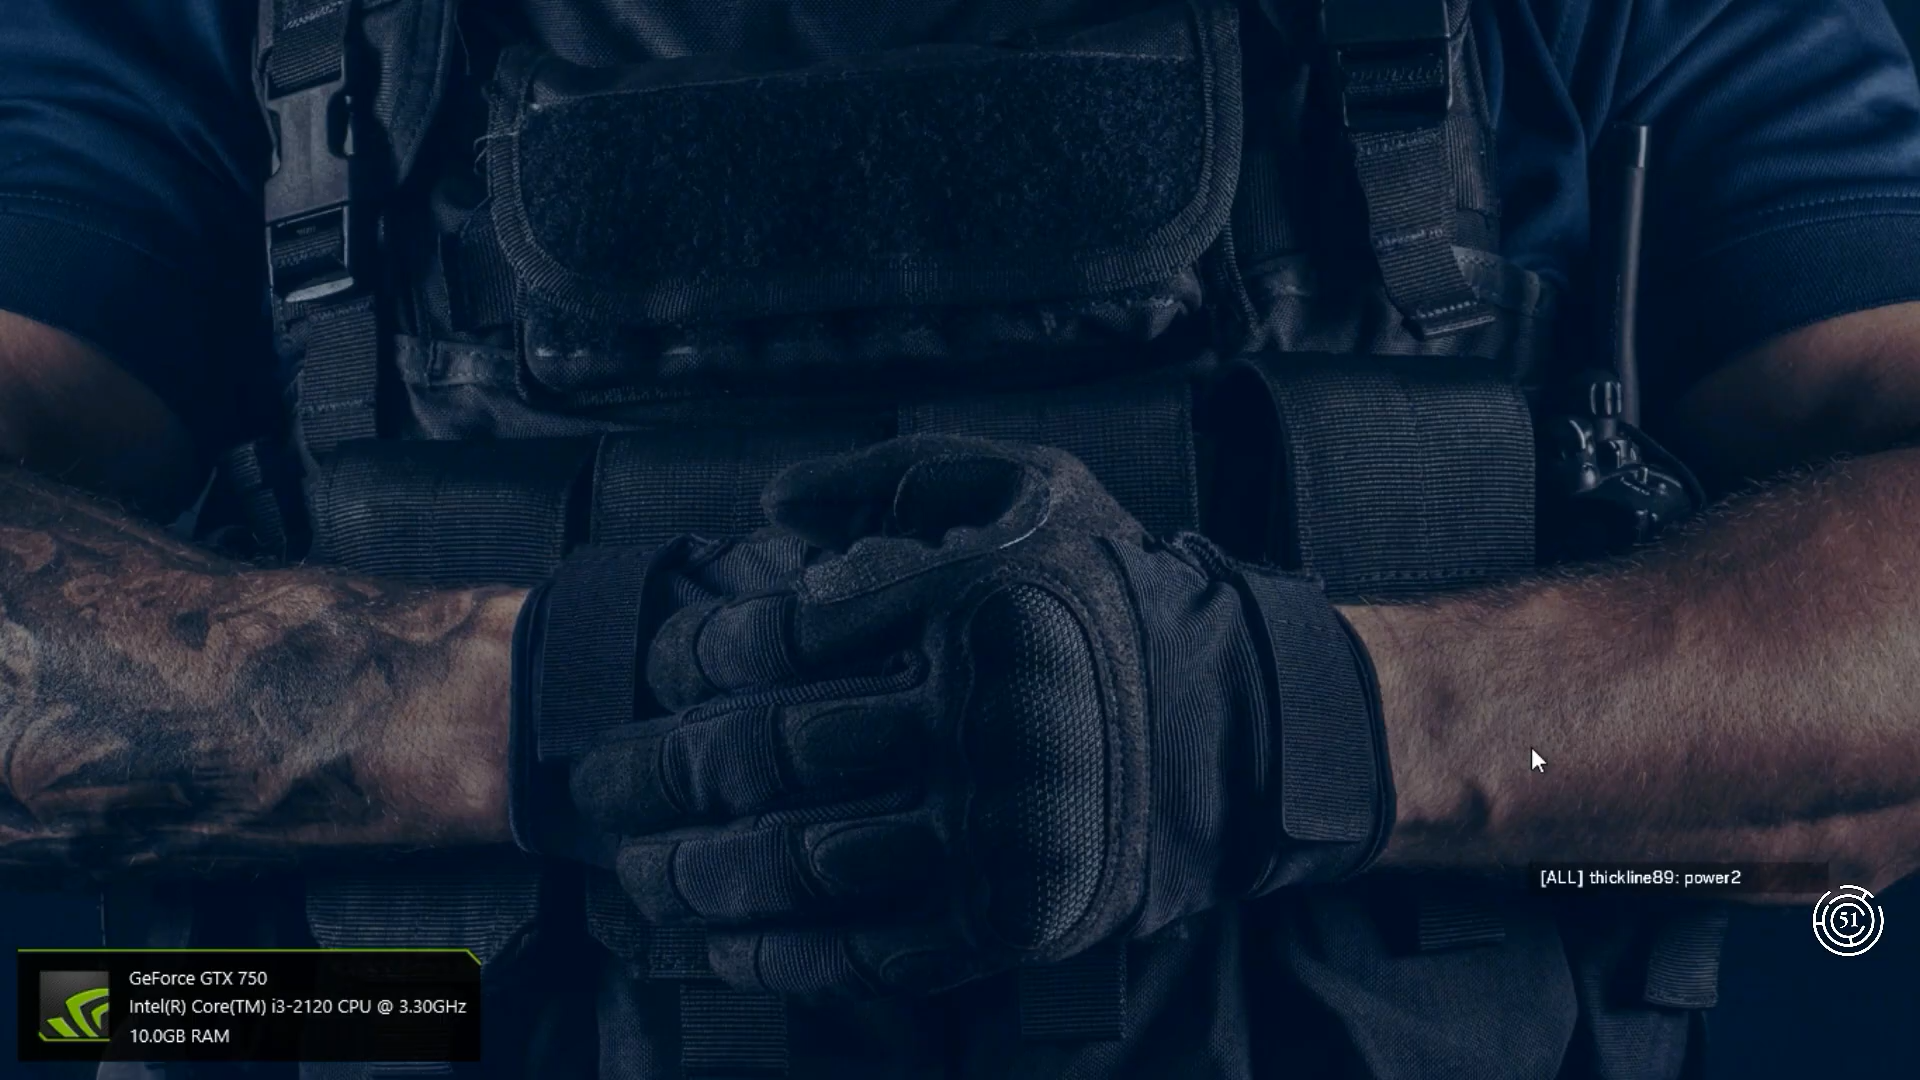 [ALL] thickline89: power2
51
GeForce GTX 750
Intel(R) Core(TM) i3-2120 CPU @ 3.30GHz
10.0GB RAM